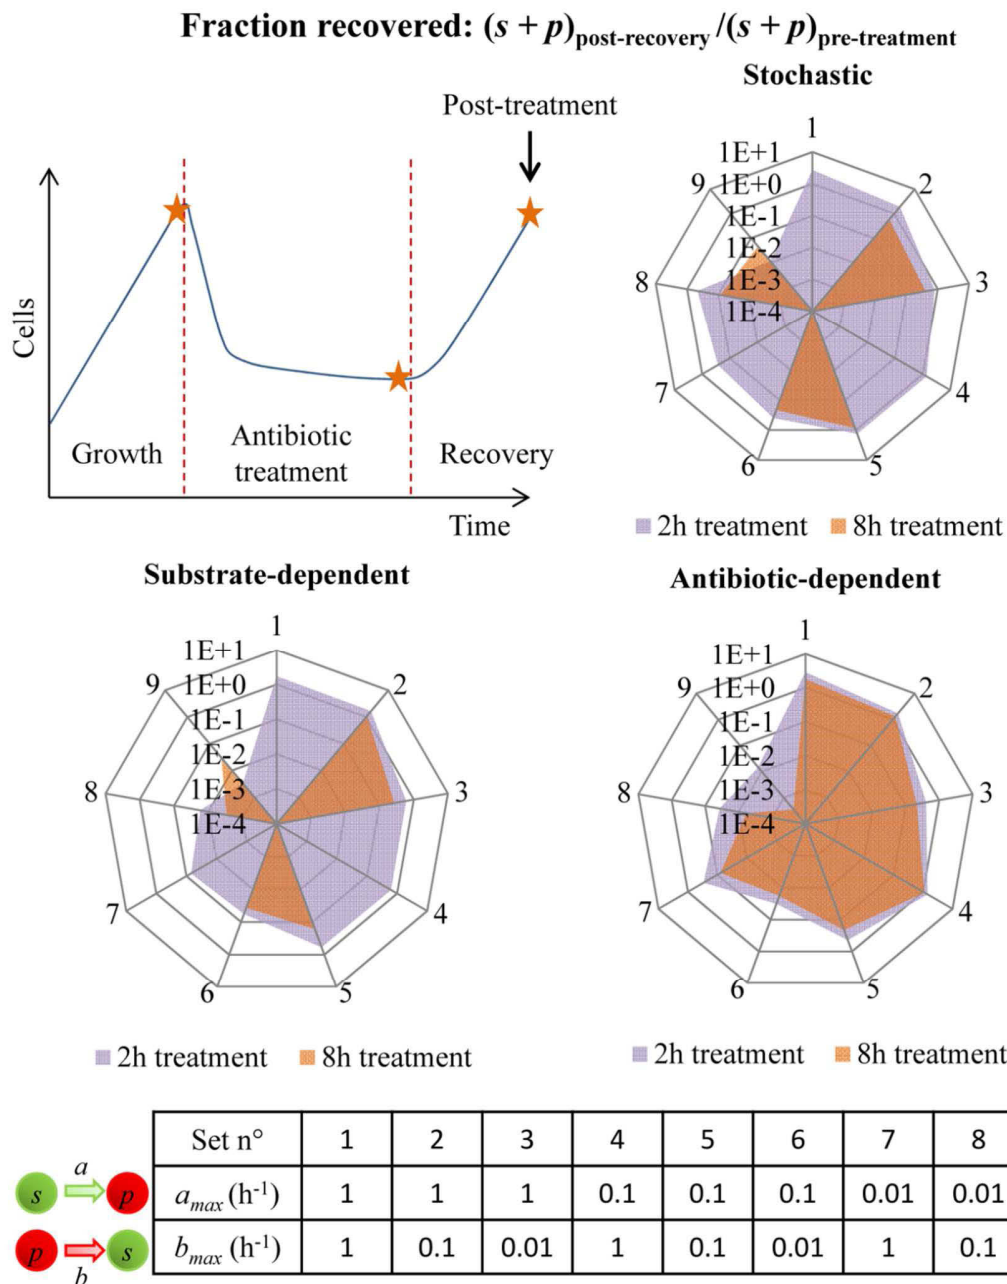 Fraction recovered: (s + p)post-recovery /(s + p)pre-treatment
Stochastic
Post-treatment
Cells
Growth
Antibiotic
treatment
Recovery
Time
1
2
3
4
5
6
7
8
9
1E+1
1E+0
1E-1
1E-2
1E-3
1E-4
2h treatment
8h treatment
Substrate-dependent
1
2
3
4
5
6
7
8
9
1E+1
1E+0
1E-1
1E-2
1E-3
1E-4
2h treatment
8h treatment
Antibiotic-dependent
1
2
3
4
5
6
7
8
9
1E+1
1E+0
1E-1
1E-2
1E-3
1E-4
2h treatment
8h treatment
Set n° 1 2 3 4 5 6 7 8
s a p amax (h-1) 1 1 1 0.1 0.1 0.1 0.01 0.01
p b s bmax (h-1) 1 0.1 0.01 1 0.1 0.01 1 0.1